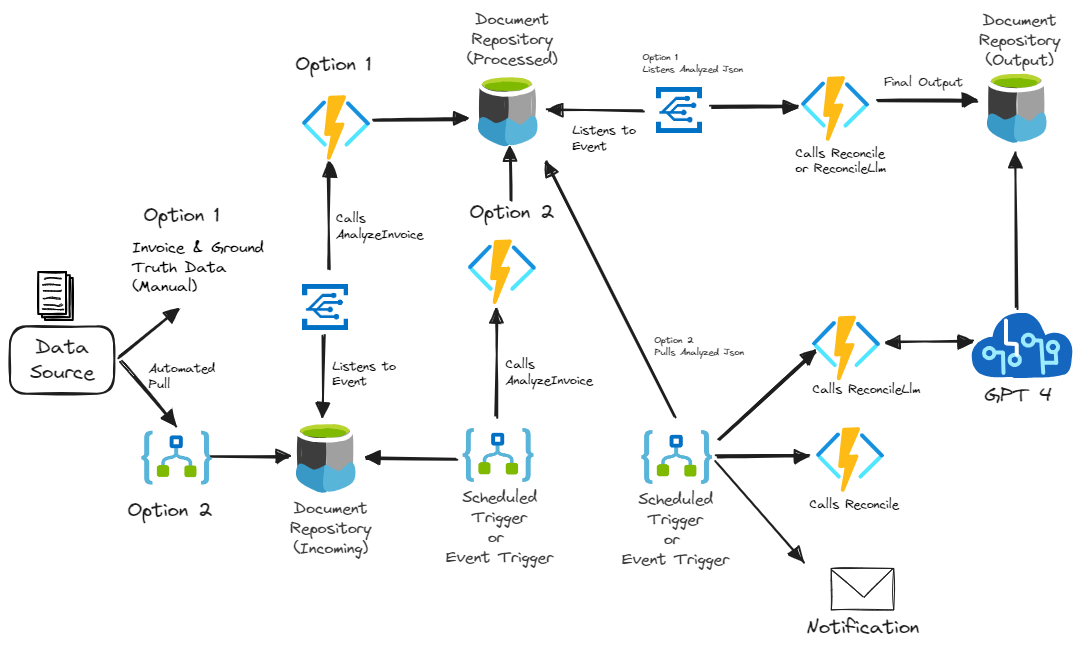 Document
Repository
(Processed)
Document
Repository
(Output)
Option 1
Option 1
Listens Analyzed Json
Final Output
Listens to
Event
Calls Reconcile
or ReconcileLlm
Option 1
Invoice & Ground
Truth Data
(Manual)
Calls
AnalyzeInvoice
Option 2
Data
Source
Automated
Pull
Listens to
Event
Calls
AnalyzeInvoice
Option 2
Pulls Analyzed Json
Calls ReconcileLlm
GPT 4
Option 2
Document
Repository
(Incoming)
Scheduled
Trigger
or
Event Trigger
Scheduled
Trigger
or
Event Trigger
Calls Reconcile
Notification